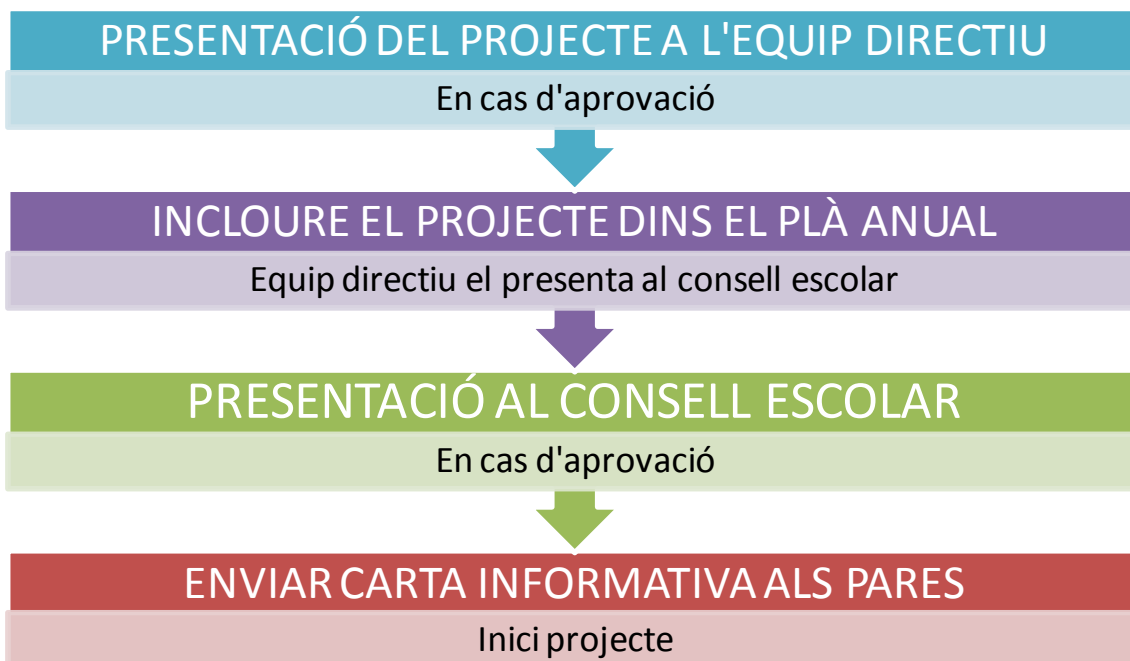 PRESENTACIÓ DEL PROJECTE A L'EQUIP DIRECTIU
En cas d'aprovació
INCLOURE EL PROJECTE DINS EL PLÀ ANUAL
Equip directiu el presenta al consell escolar
PRESENTACIÓ AL CONSELL ESCOLAR
En cas d'aprovació
ENVIAR CARTA INFORMATIVA ALS PARES
Inici projecte